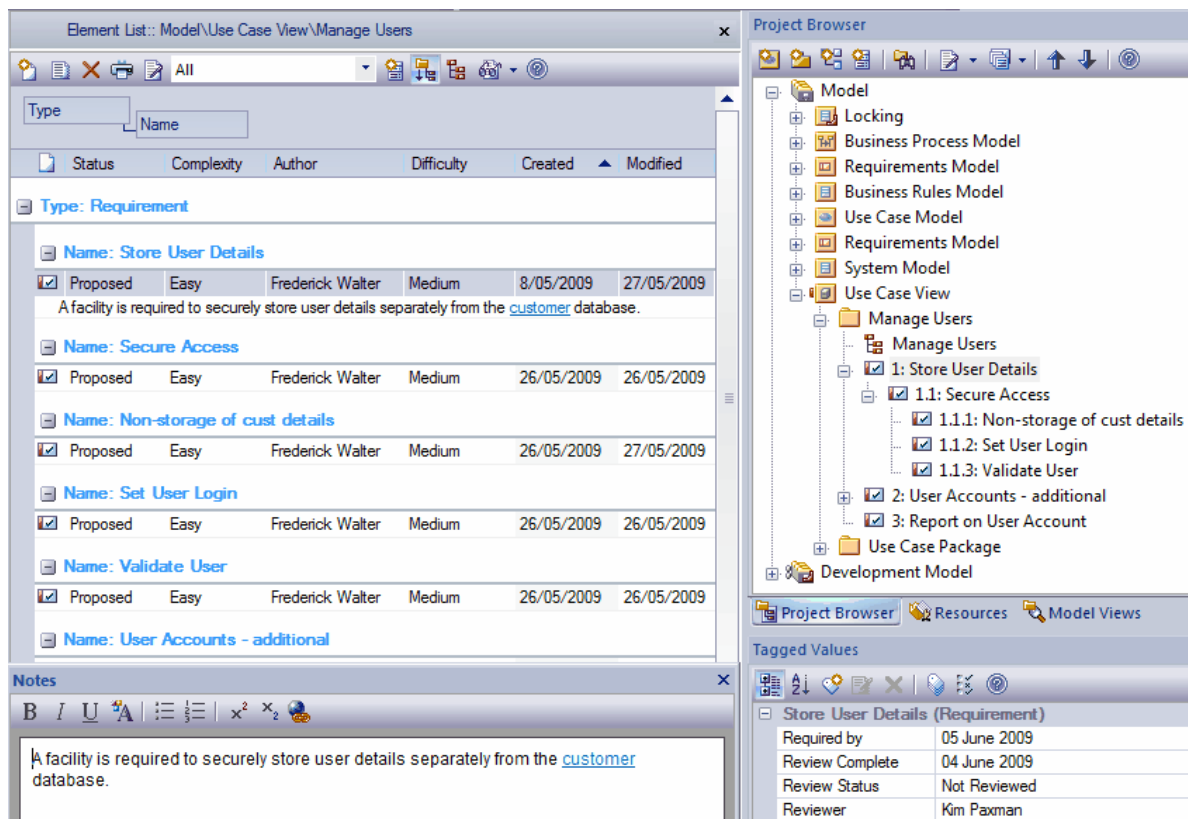 Element List:: Model\Use Case View\Manage Users
All
Type
Name
Status Complexity Author Difficulty Created Modified
Type: Requirement
Name: Store User Details
Proposed Easy Frederick Walter Medium 8/05/2009 27/05/2009
A facility is required to securely store user details separately from the customer database.
Name: Secure Access
Proposed Easy Frederick Walter Medium 26/05/2009 26/05/2009
Name: Non-storage of cust details
Proposed Easy Frederick Walter Medium 26/05/2009 27/05/2009
Name: Set User Login
Proposed Easy Frederick Walter Medium 26/05/2009 26/05/2009
Name: Validate User
Proposed Easy Frederick Walter Medium 26/05/2009 26/05/2009
Name: User Accounts - additional
Notes
B I U A x² x₂
A facility is required to securely store user details separately from the customer
database.
Project Browser
Model
Locking
Business Process Model
Requirements Model
Business Rules Model
Use Case Model
Requirements Model
System Model
Use Case View
Manage Users
Manage Users
1: Store User Details
1.1: Secure Access
1.1.1: Non-storage of cust details
1.1.2: Set User Login
1.1.3: Validate User
2: User Accounts - additional
3: Report on User Account
Use Case Package
Development Model
Project Browser Resources Model Views
Tagged Values
Store User Details (Requirement)
Required by 05 June 2009
Review Complete 04 June 2009
Review Status Not Reviewed
Reviewer Kim Paxman